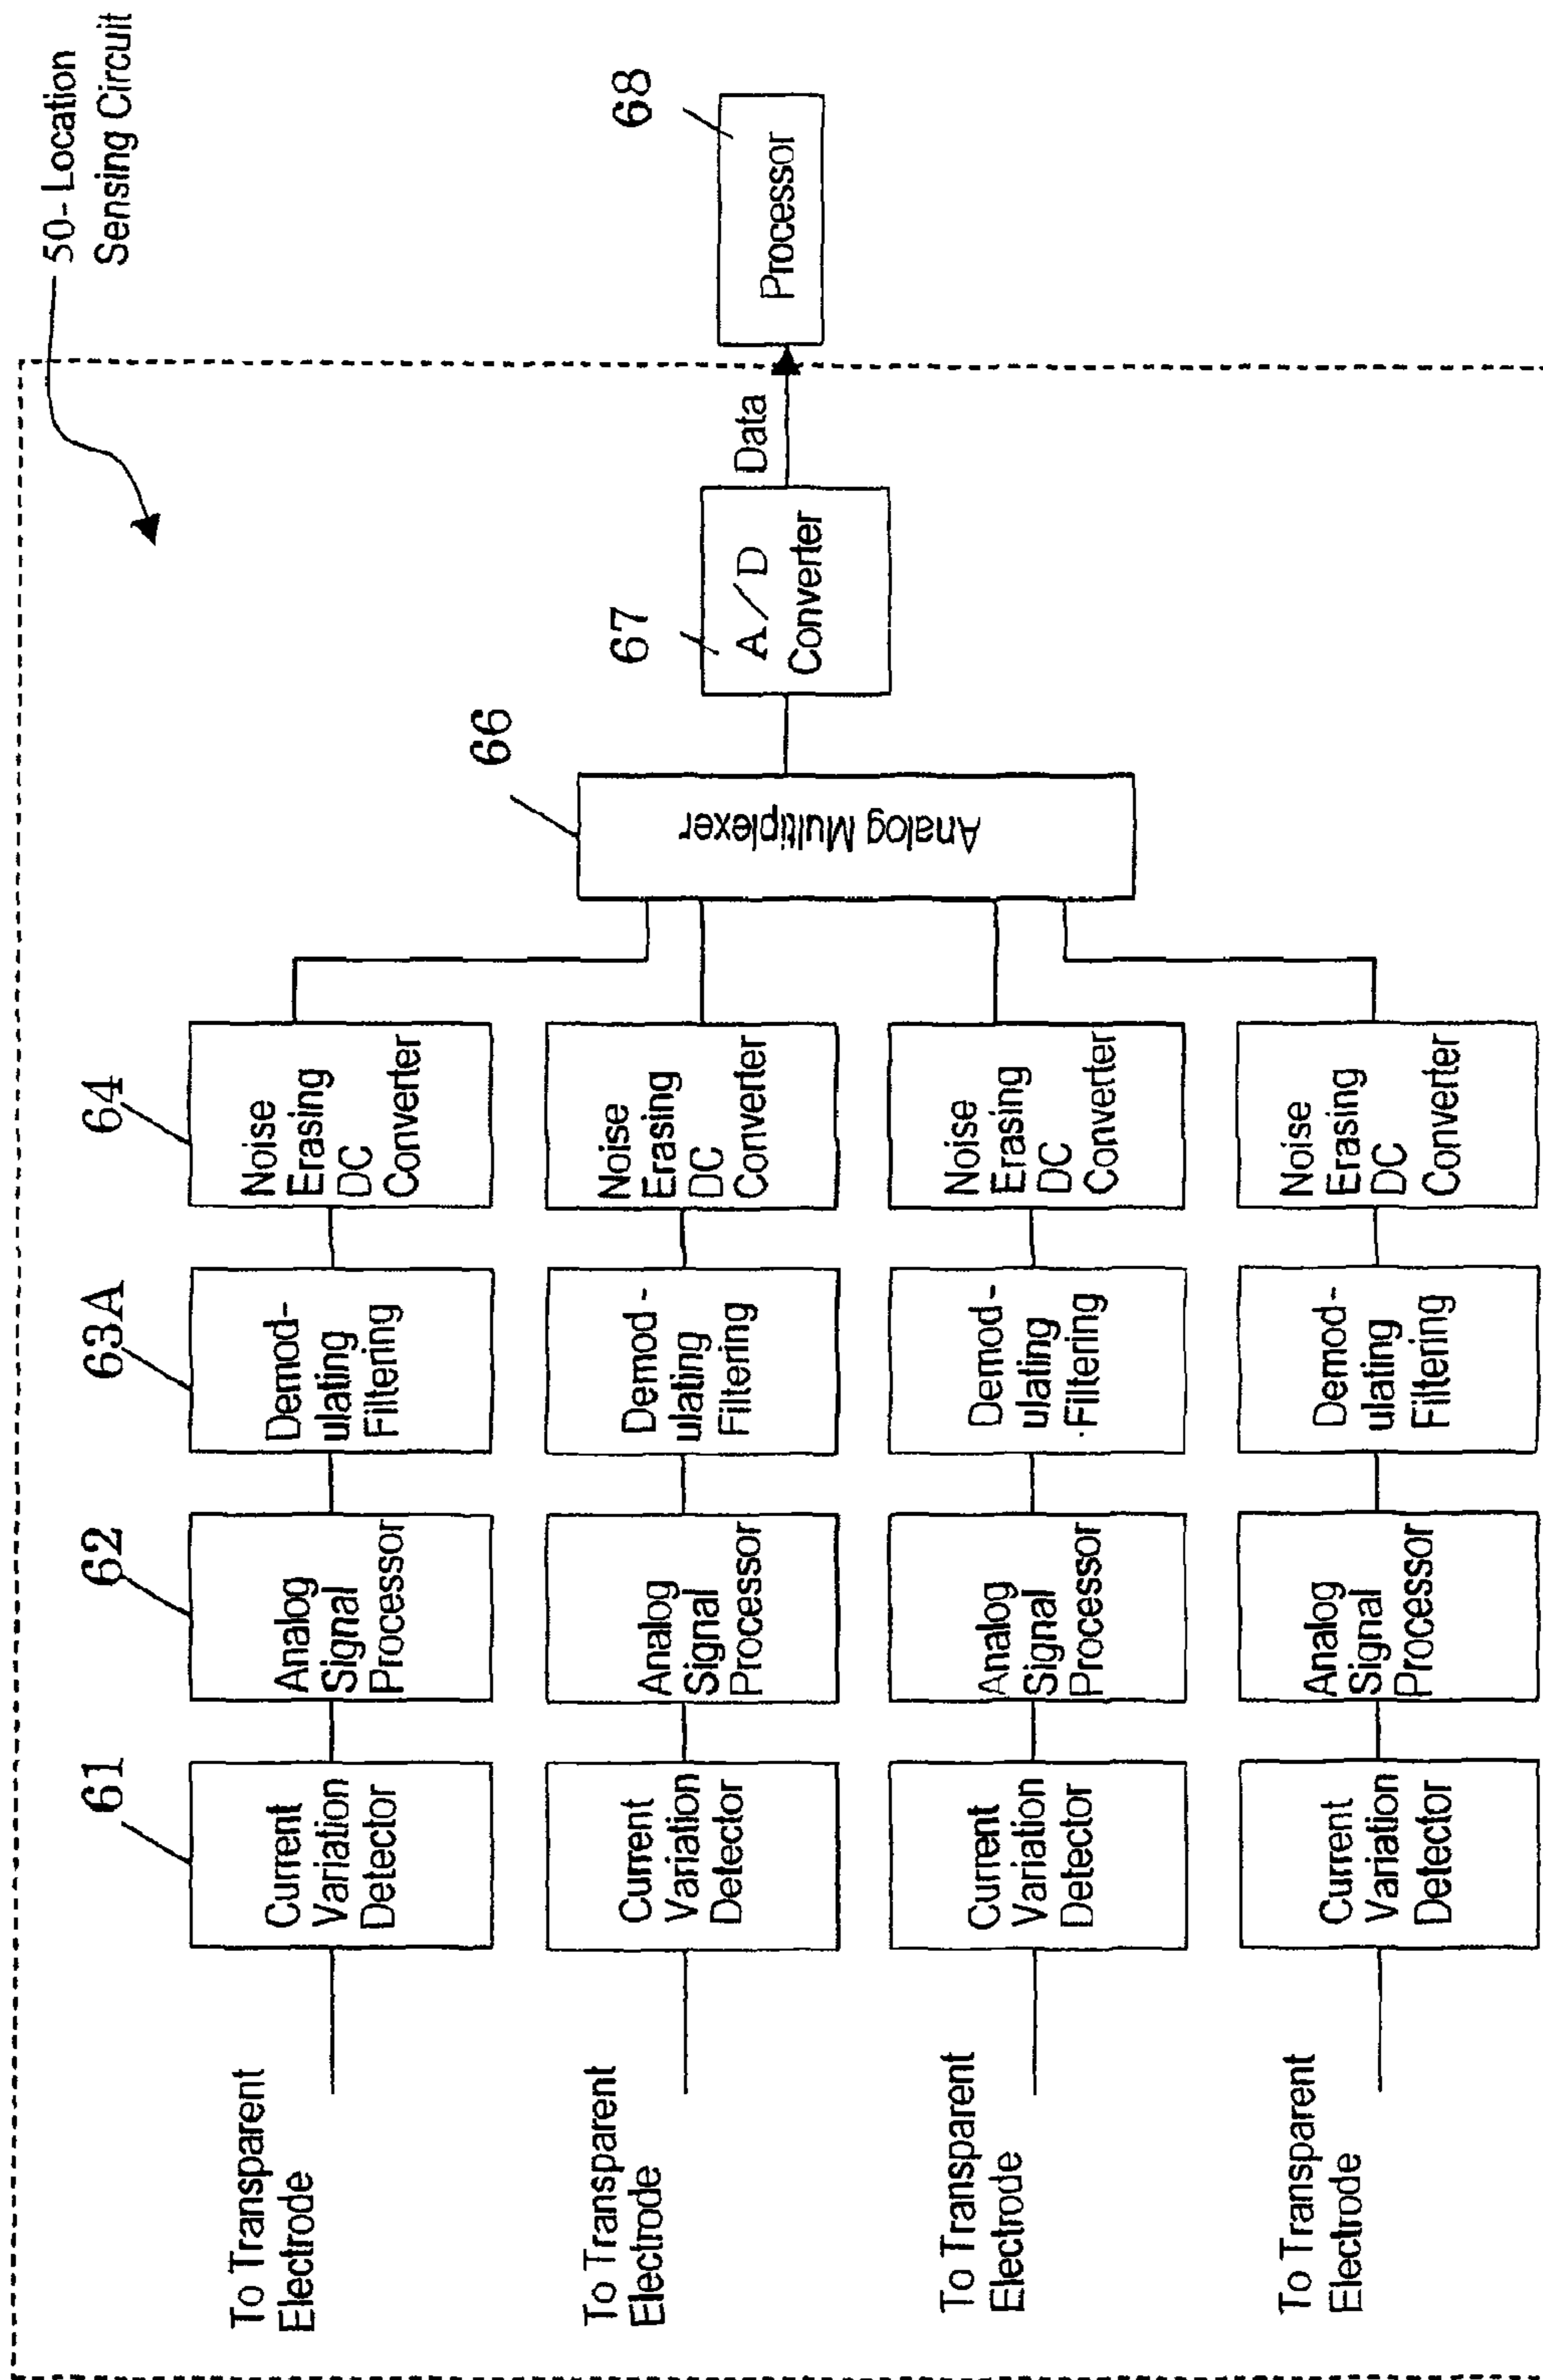 50- Location
Sensing Circuit
61
62
63A
64
66
67
68
To Transparent
Electrode
Current
Variation
Detector
Analog
Signal
Processor
Demod-
ulating
Filtering
Noise
Erasing
DC
Converter
To Transparent
Electrode
Current
Variation
Detector
Analog
Signal
Processor
Demod-
ulating
Filtering
Noise
Erasing
DC
Converter
To Transparent
Electrode
Current
Variation
Detector
Analog
Signal
Processor
Demod-
ulating
Filtering
Noise
Erasing
DC
Converter
To Transparent
Electrode
Current
Variation
Detector
Analog
Signal
Processor
Demod-
ulating
Filtering
Noise
Erasing
DC
Converter
Analog Multiplexer
A/D
Converter
Data
Processor